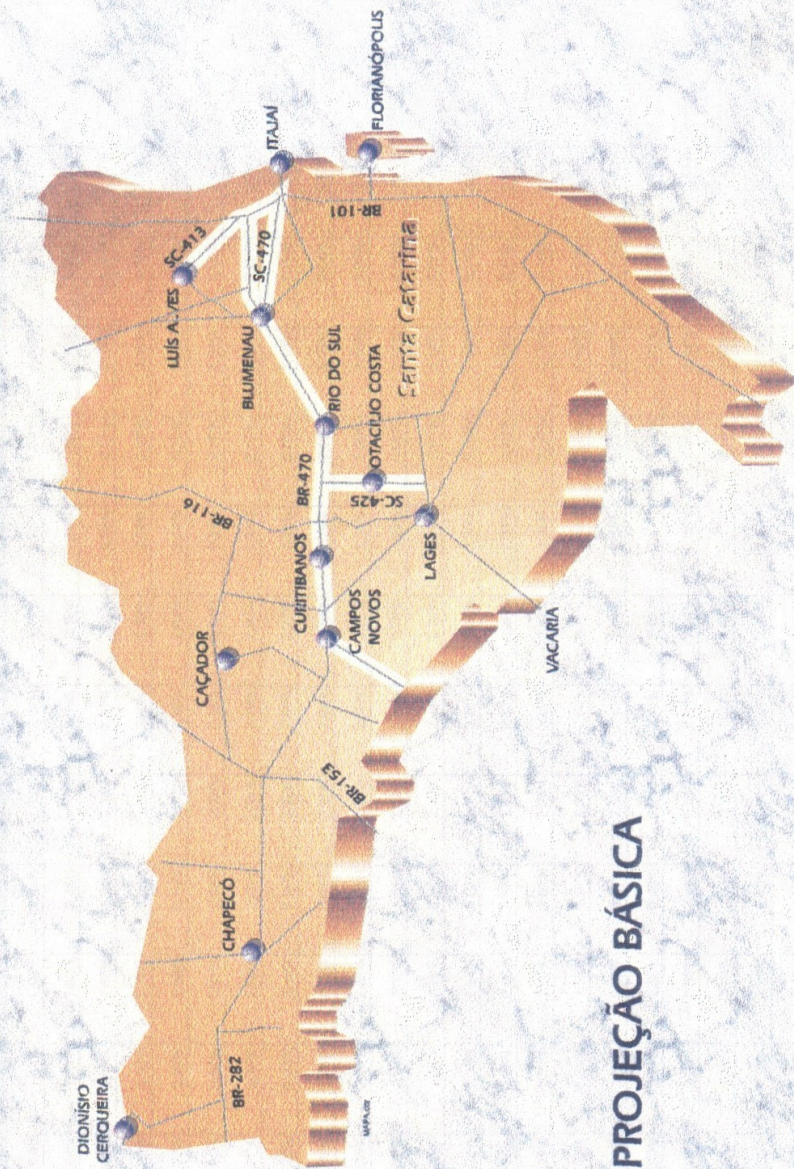 DIONÍSIO
CERQUEIRA
BR-282
CHAPECÓ
BR-153
CAÇADOR
CAMPOS
NOVOS
CURITIBANOS
BR-116
BR-470
LAGES
SC-425
OTACÍLIO COSTA
RIO DO SUL
Santa Catarina
BLUMENAU
LUÍS ALVES
SC-413
SC-470
BR-101
ITAJAÍ
FLORIANÓPOLIS
VACARIA
PROJEÇÃO BÁSICA